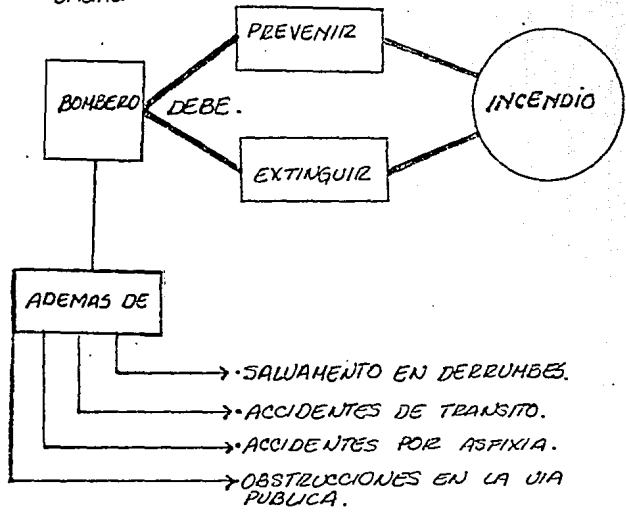 PREVENIR
BOMBERO DEBE.
INCENDIO
EXTINGUIR
ADEMAS DE
·SALVAMENTO EN DERRUMBES.
·ACCIDENTES DE TRANSITO.
·ACCIDENTES POR ASFIXIA.
·OBSTRUCCIONES EN LA VIA
PUBLICA.